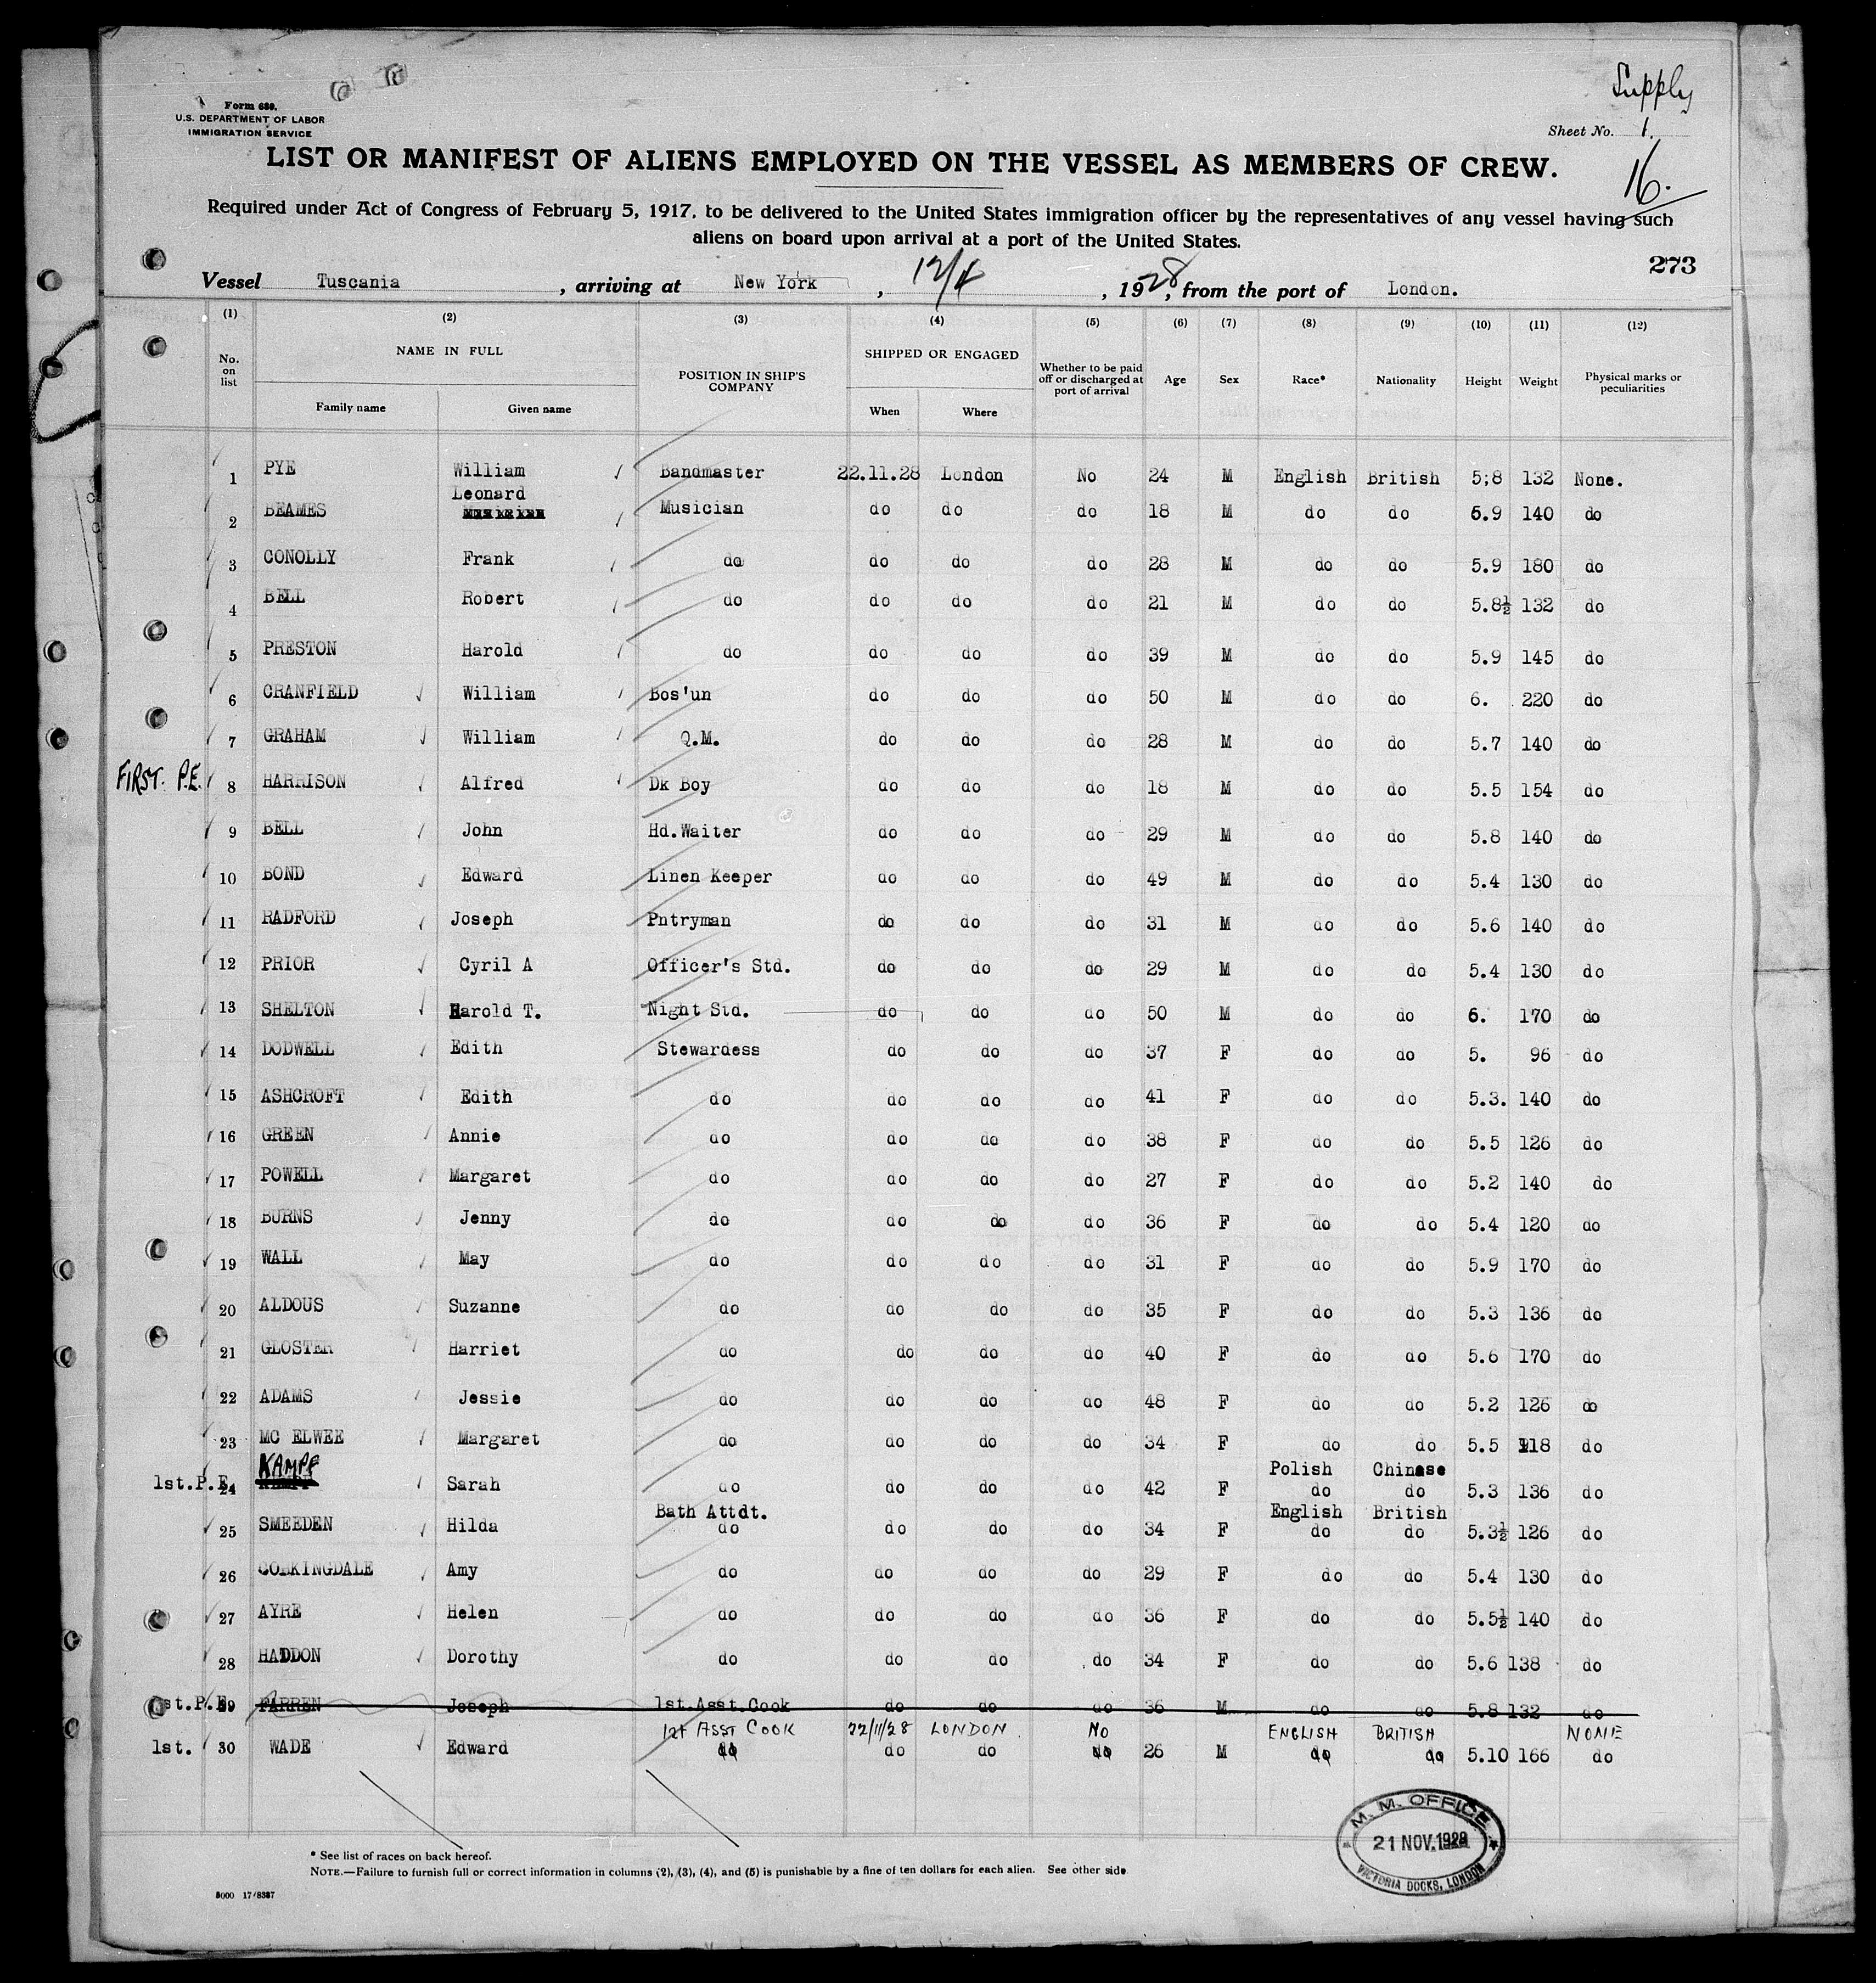 Supply
Form 689.
U.S. DEPARTMENT OF LABOR
IMMIGRATION SERVICE
Sheet No. 1.
LIST OR MANIFEST OF ALIENS EMPLOYED ON THE VESSEL AS MEMBERS OF CREW.
16.
Required under Act of Congress of February 5, 1917, to be delivered to the United States immigration officer by the representatives of any vessel having such
aliens on board upon arrival at a port of the United States.
273
Vessel Tuscania, arriving at New York, 12/4, 1928, from the port of London.
(1) (2) (3) (4) (5) (6) (7) (8) (9) (10) (11) (12)
No. on list NAME IN FULL POSITION IN SHIP'S COMPANY SHIPPED OR ENGAGED Whether to be paid off or discharged at port of arrival Age Sex Race* Nationality Height Weight Physical marks or peculiarities
Family name Given name When Where
1 PYE William Bandmaster 22.11.28 London No 24 M English British 5;8 132 None.
2 BEAMES Leonard Musician do do do 18 M do do 5.9 140 do
3 CONOLLY Frank do do do do 28 M do do 5.9 180 do
4 BELL Robert do do do do 21 M do do 5.8½ 132 do
5 PRESTON Harold do do do do 39 M do do 5.9 145 do
6 CRANFIELD William Bos'un do do do 50 M do do 6. 220 do
7 GRAHAM William Q.M. do do do 28 M do do 5.7 140 do
FIRST. P.E. 8 HARRISON Alfred Dk Boy do do do 18 M do do 5.5 154 do
9 BELL John Hd.Waiter do do do 29 M do do 5.8 140 do
10 BOND Edward Linen Keeper do do do 49 M do do 5.4 130 do
11 RADFORD Joseph Pntryman do do do 31 M do do 5.6 140 do
12 PRIOR Cyril A Officer's Std. do do do 29 M do do 5.4 130 do
13 SHELTON Harold T. Night Std. do do do 50 M do do 6. 170 do
14 DODWELL Edith Stewardess do do do 37 F do do 5. 96 do
15 ASHCROFT Edith do do do do 41 F do do 5.3. 140 do
16 GREEN Annie do do do do 38 F do do 5.5 126 do
17 POWELL Margaret do do do do 27 F do do 5.2 140 do
18 BURNS Jenny do do do do 36 F do do 5.4 120 do
19 WALL May do do do do 31 F do do 5.9 170 do
20 ALDOUS Suzanne do do do do 35 F do do 5.3 136 do
21 GLOSTER Harriet do do do do 40 F do do 5.6 170 do
22 ADAMS Jessie do do do do 48 F do do 5.2 126 do
23 MC ELWEE Margaret do do do do 34 F do do 5.5 118 do
KAMPF Polish Chinese
1st.P.E. 24 Sarah do do do do 42 F do do 5.3 136 do
Bath Attdt. English British
25 SMEEDEN Hilda do do do do 34 F do do 5.3½ 126 do
26 Amy do do do do 29 F do do 5.4 130 do
27 AYRE Helen do do do do 36 F do do 5.5½ 140 do
28 HADDON Dorothy do do do do 34 F do do 5.6 138 do
1st.P.E. 29 FARREN Joseph 1st.Asst.Cook do do do 36 M do do 5.8 132 do
1st ASST COOK 22/11/28 LONDON. No ENGLISH BRITISH NONE
1st. 30 WADE Edward do do do do 26 M do do 5.10 166 do
M. M. OFFICE
21 NOV. 1928
VICTORIA DOCKS, LONDON
* See list of races on back hereof.
NOTE.—Failure to furnish full or correct information in columns (2), (3), (4), and (5) is punishable by a fine of ten dollars for each alien. See other side.
5000 17/8337